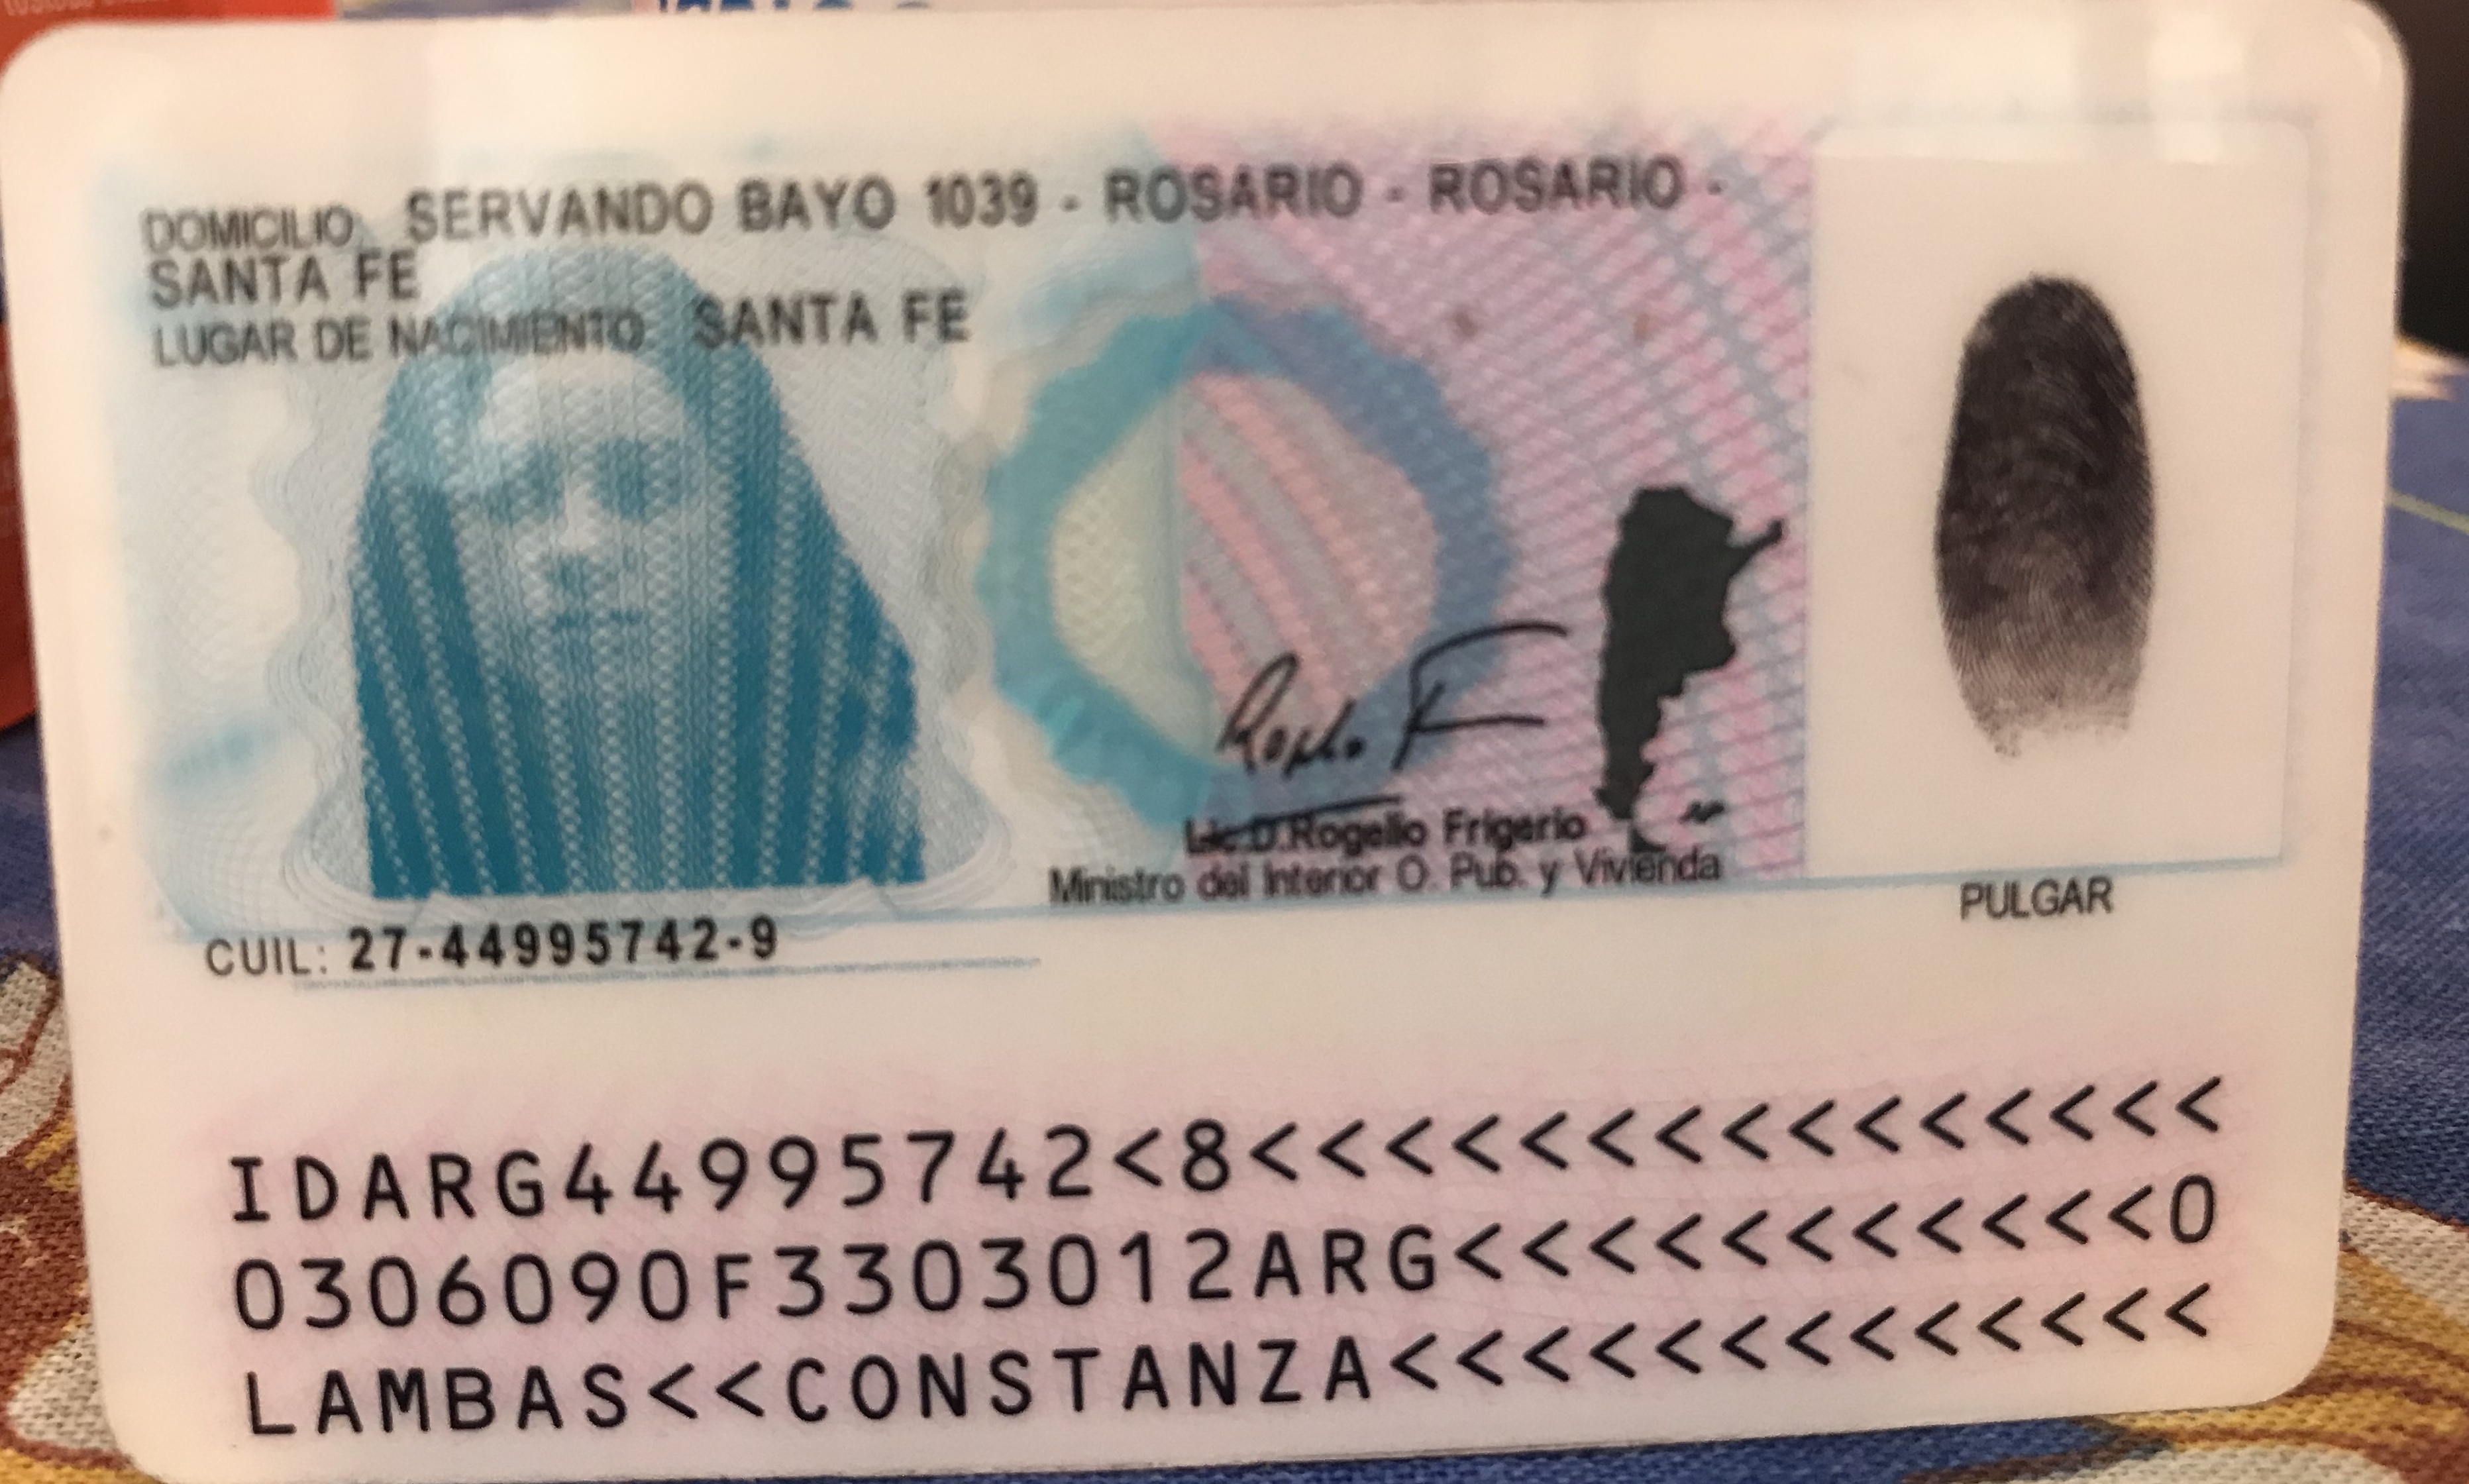 DOMICILIO: SERVANDO BAYO 1039 - ROSARIO - ROSARIO -
SANTA FE
LUGAR DE NACIMIENTO: SANTA FE
Lic.D.Rogelio Frigerio
Ministro del Interior O. Pub. y Vivienda
PULGAR
CUIL: 27-44995742-9
IDARG44995742<8<<<<<<<<<<<<<<<
0306090F3303012ARG<<<<<<<<<<<0
LAMBAS<<CONSTANZA<<<<<<<<<<<<<